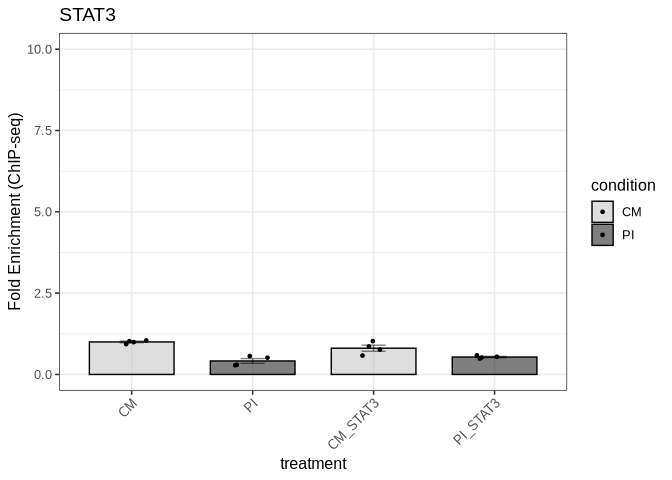 STAT3
Fold Enrichment (ChIP-seq)
10.0
7.5
5.0
2.5
0.0
CM
PI
CM_STAT3
PI_STAT3
treatment
condition
CM
PI